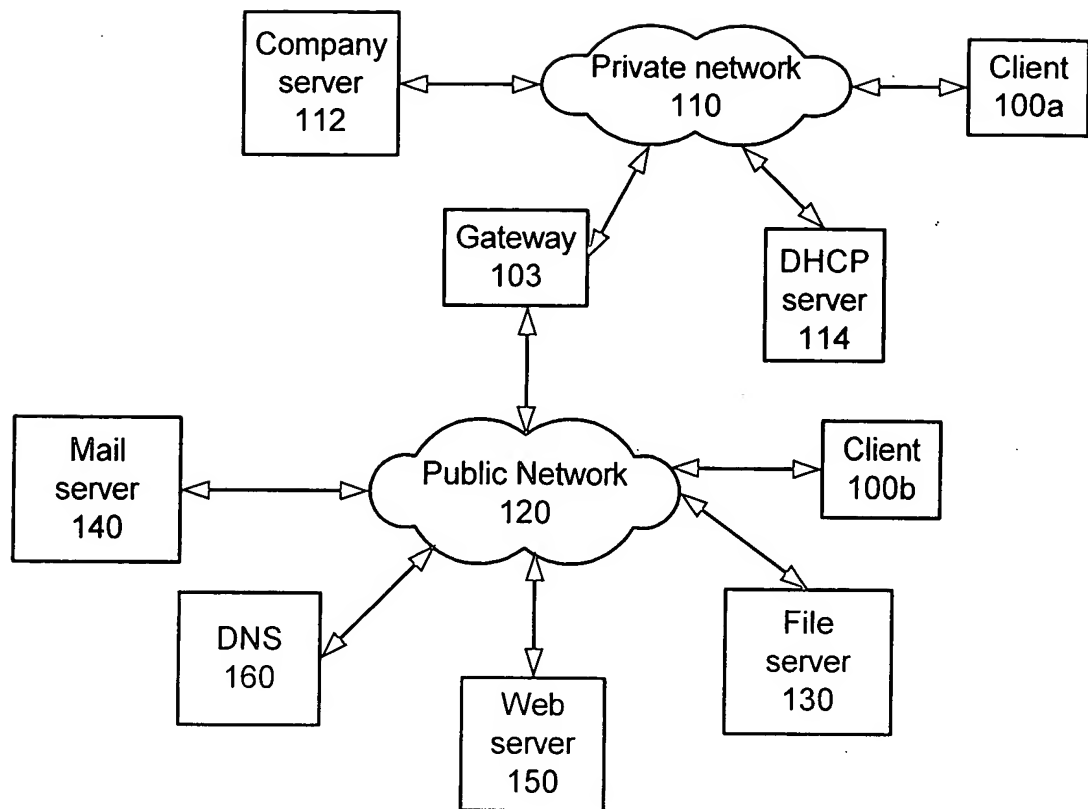 Company
server
112
Private network
110
Client
100a
Gateway
103
DHCP
server
114
Mail
server
140
Public Network
120
Client
100b
DNS
160
Web
server
150
File
server
130